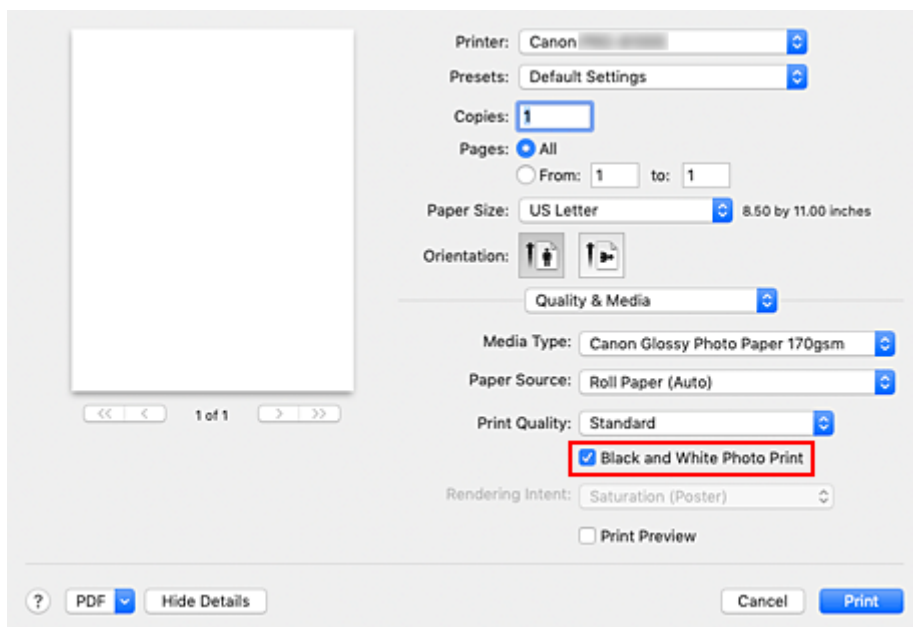 Printer: Canon
Presets: Default Settings
Copies: 1
Pages: All
From: 1 to: 1
Paper Size: US Letter 8.50 by 11.00 inches
Orientation:
Quality & Media
Media Type: Canon Glossy Photo Paper 170gsm
Paper Source: Roll Paper (Auto)
<< < 1 of 1 > >>
Print Quality: Standard
Black and White Photo Print
Rendering Intent: Saturation (Poster)
Print Preview
? PDF Hide Details Cancel Print